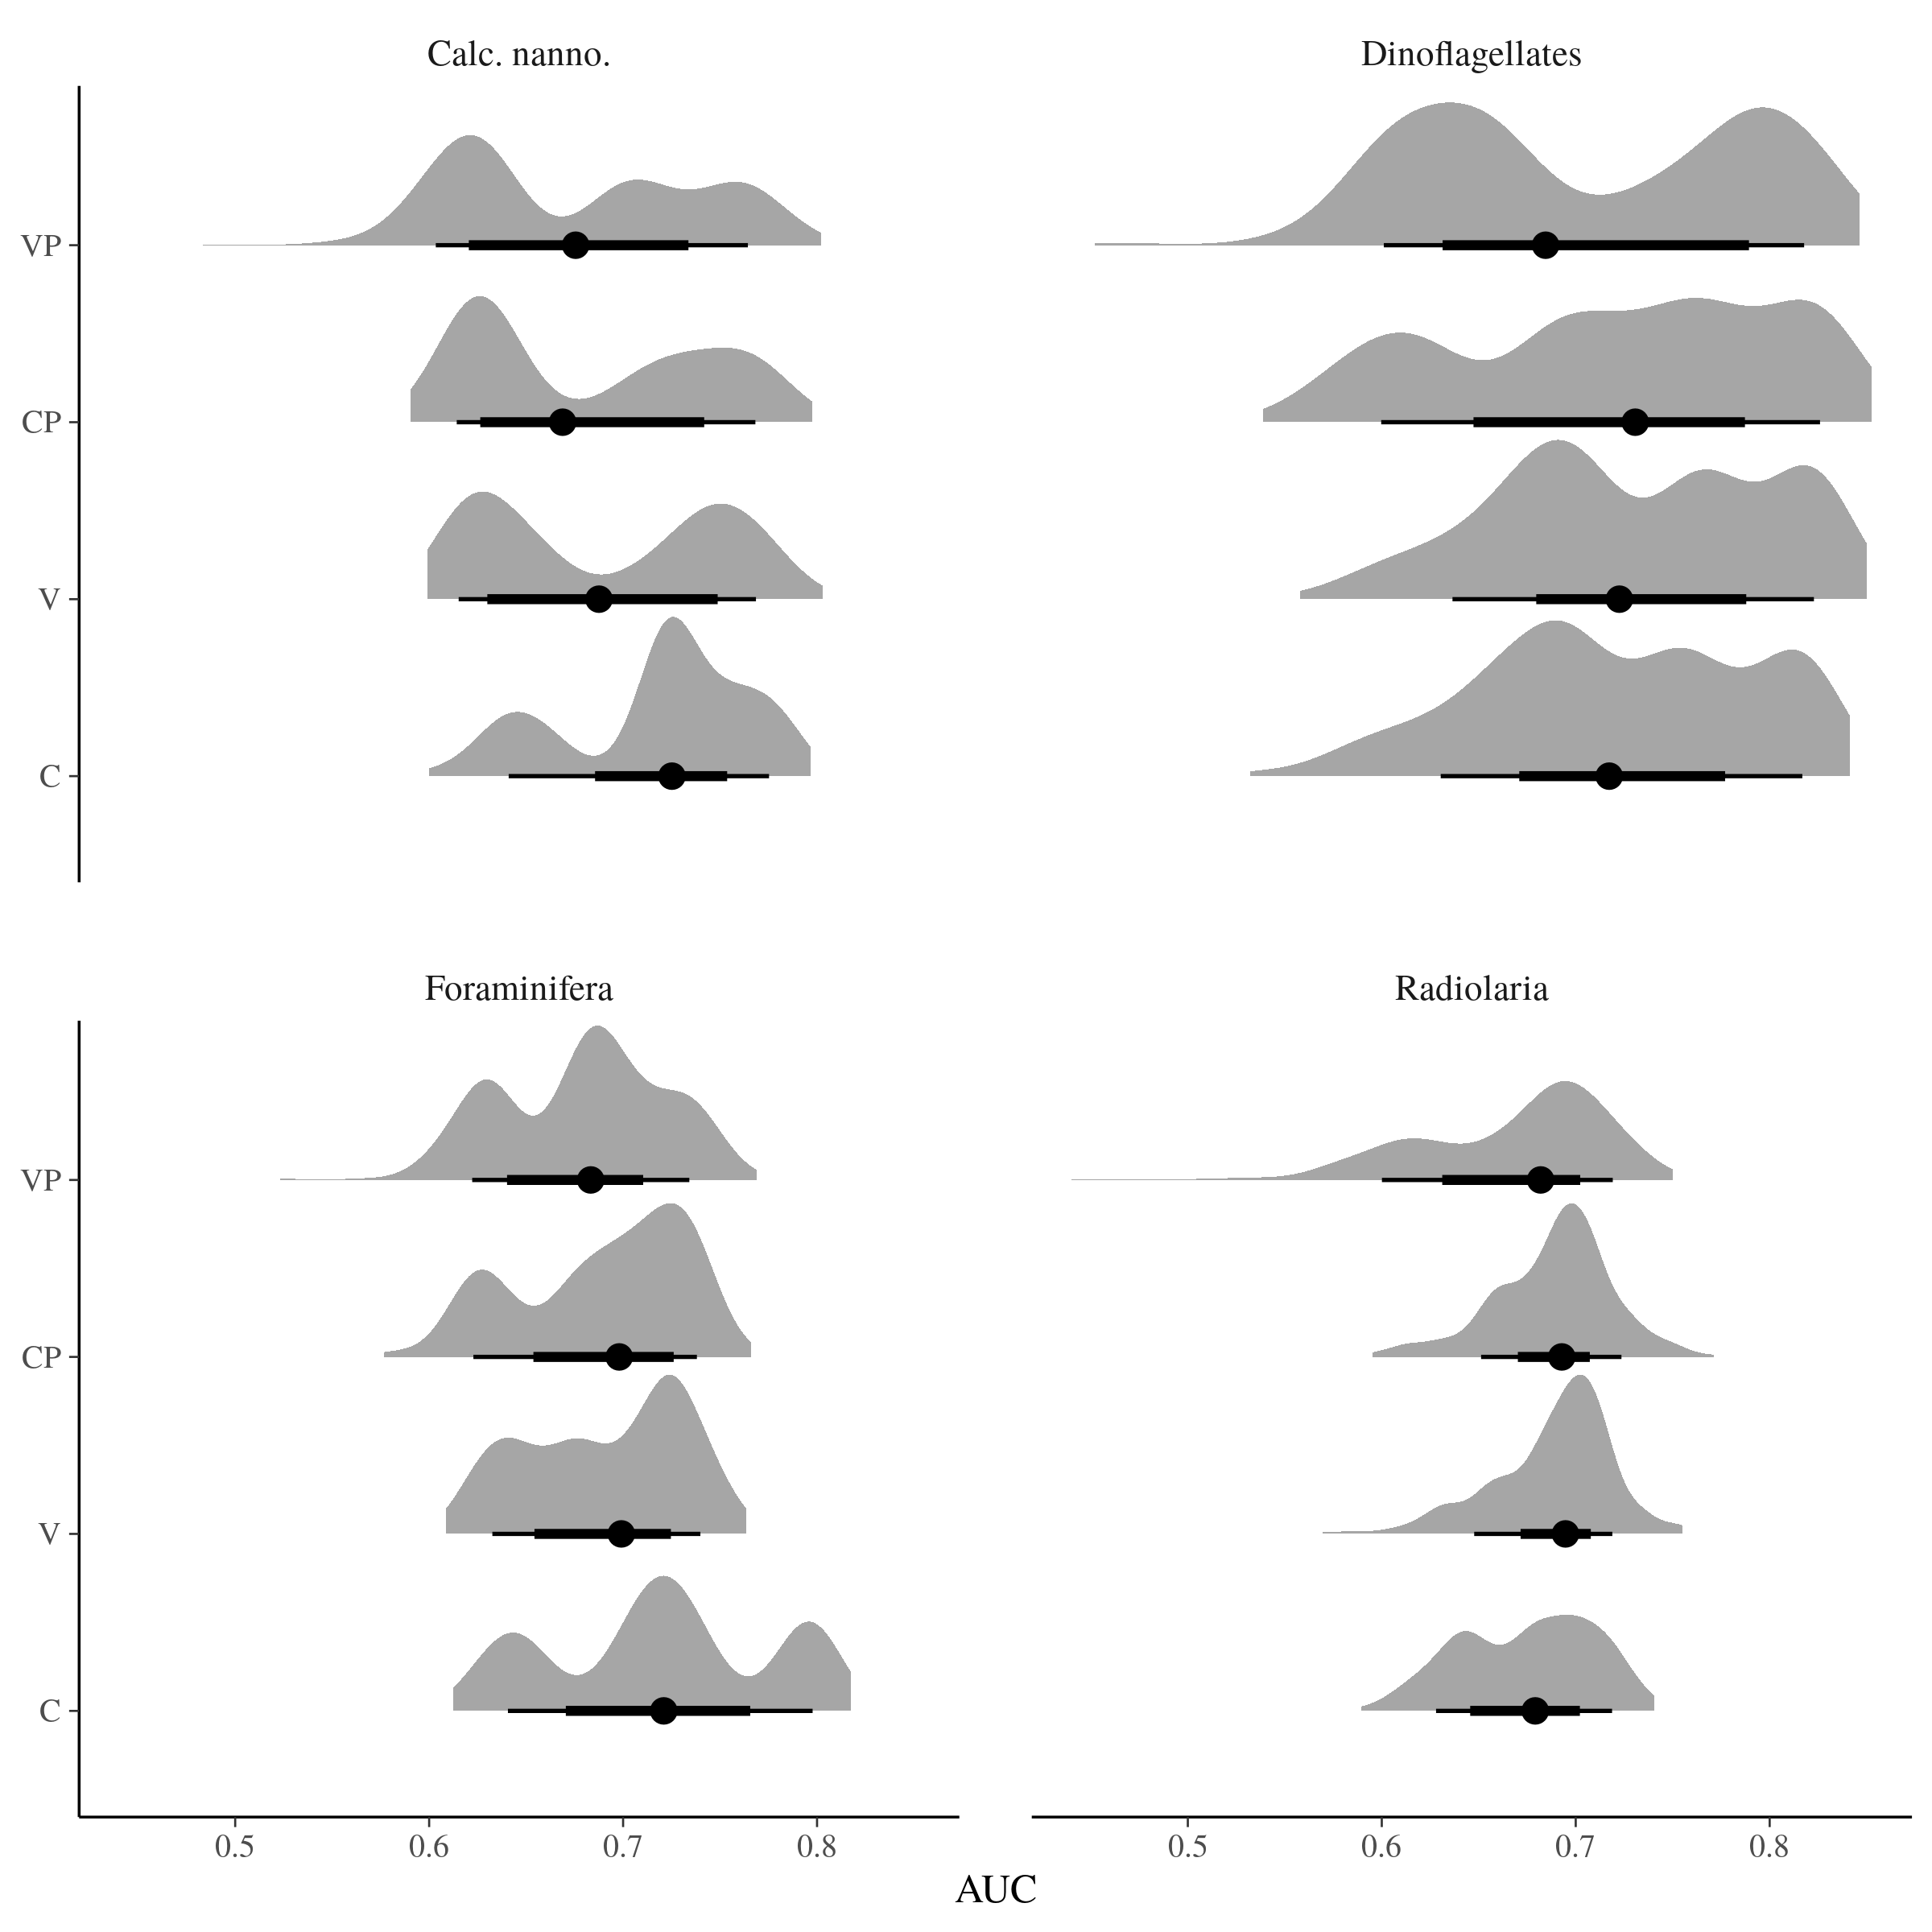 Calc. nanno.
Dinoflagellates
VP
CP
V
C
Foraminifera
Radiolaria
VP
CP
V
C
0.5 0.6 0.7 0.8 0.5 0.6 0.7 0.8
AUC